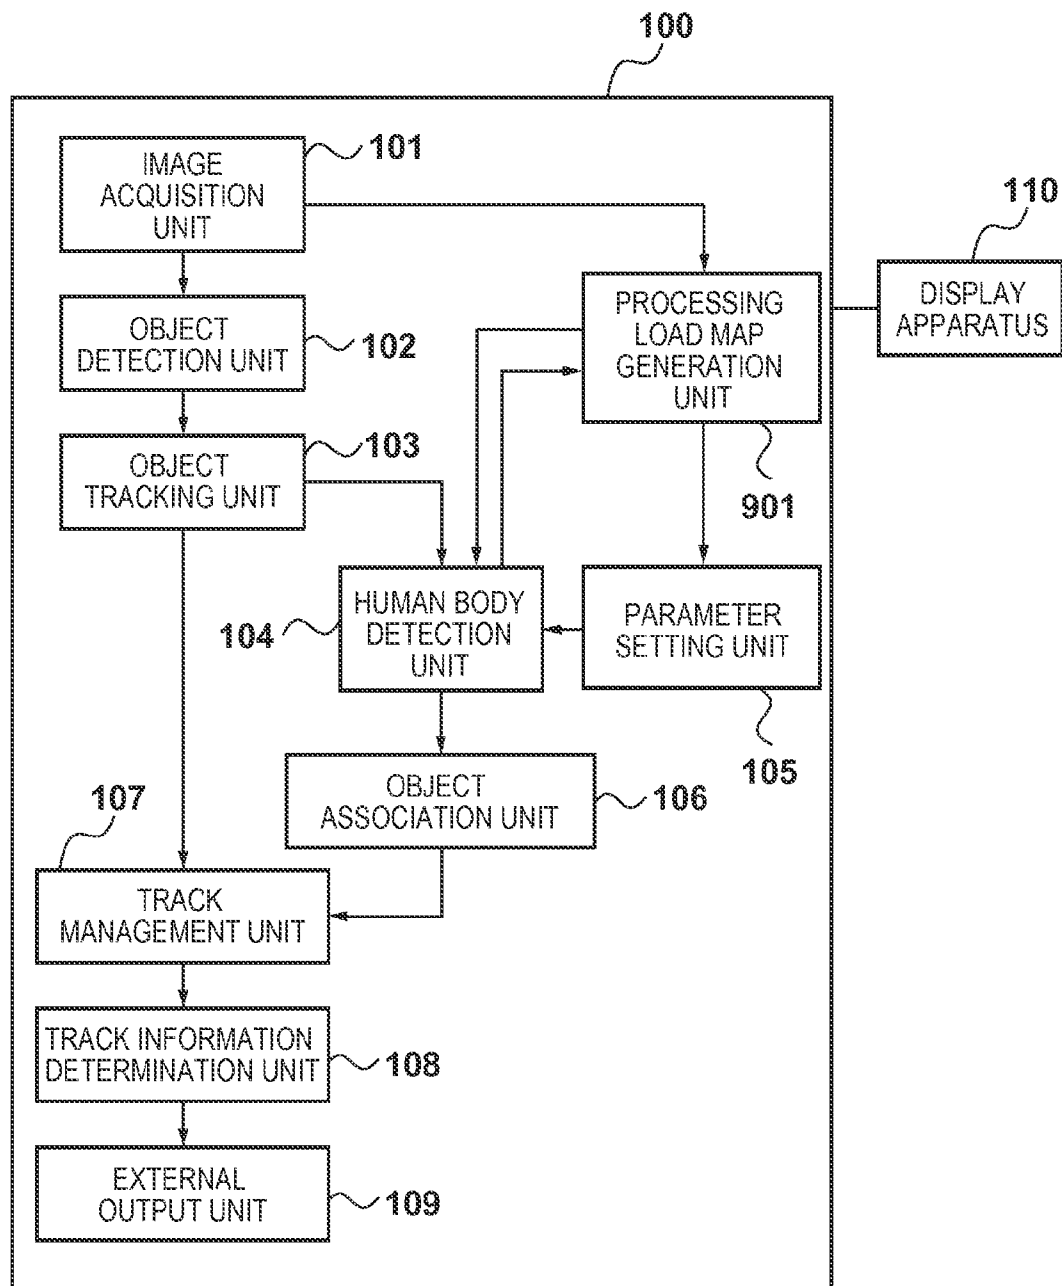 100
IMAGE
ACQUISITION
UNIT
101
110
DISPLAY
APPARATUS
OBJECT
DETECTION UNIT
102
PROCESSING
LOAD MAP
GENERATION
UNIT
901
OBJECT
TRACKING UNIT
103
HUMAN BODY
DETECTION
UNIT
104
PARAMETER
SETTING UNIT
105
OBJECT
ASSOCIATION UNIT
106
107
TRACK
MANAGEMENT UNIT
TRACK INFORMATION
DETERMINATION UNIT
108
EXTERNAL
OUTPUT UNIT
109